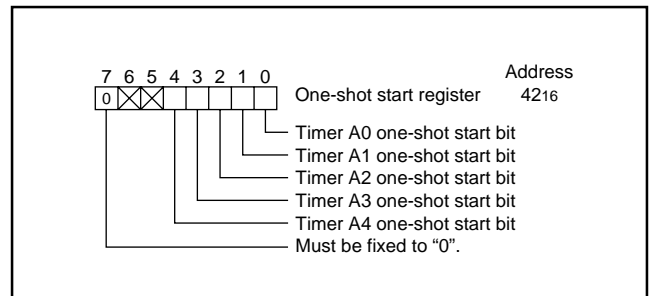 Address
7 6 5 4 3 2 1 0
0 One-shot start register 4216
Timer A0 one-shot start bit
Timer A1 one-shot start bit
Timer A2 one-shot start bit
Timer A3 one-shot start bit
Timer A4 one-shot start bit
Must be fixed to “0”.